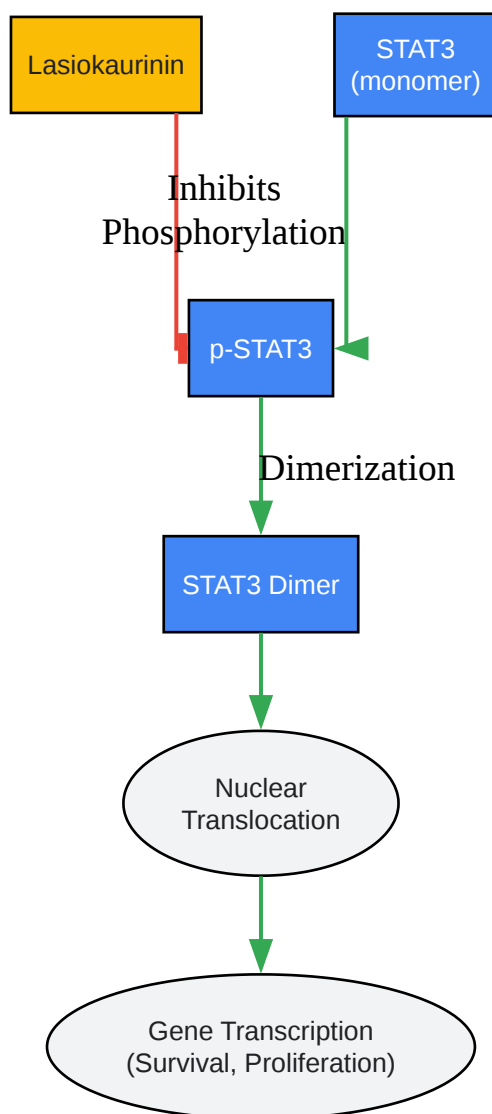 Lasiokaurinin
STAT3
(monomer)
Inhibits
Phosphorylation
p-STAT3
Dimerization
STAT3 Dimer
Nuclear
Translocation
Gene Transcription
(Survival, Proliferation)